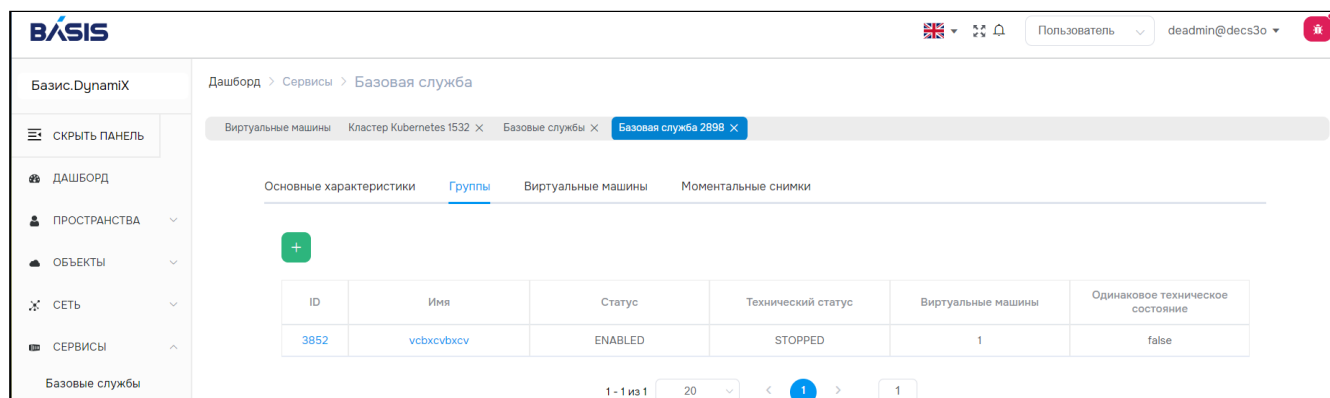 BASIS
Пользователь
deadmin@decs3o
Базис.DynamiX
Дашборд > Сервисы > Базовая служба
СКРЫТЬ ПАНЕЛЬ
Виртуальные машины Кластер Kubernetes 1532 × Базовые службы × Базовая служба 2898 ×
ДАШБОРД
Основные характеристики Группы Виртуальные машины Моментальные снимки
ПРОСТРАНСТВА
+
ОБЪЕКТЫ
СЕТЬ
ID Имя Статус Технический статус Виртуальные машины Одинаковое техническое
состояние
СЕРВИСЫ
3852 vcbxcvbxcv ENABLED STOPPED 1 false
Базовые службы
1 - 1 из 1 20 < 1 > 1